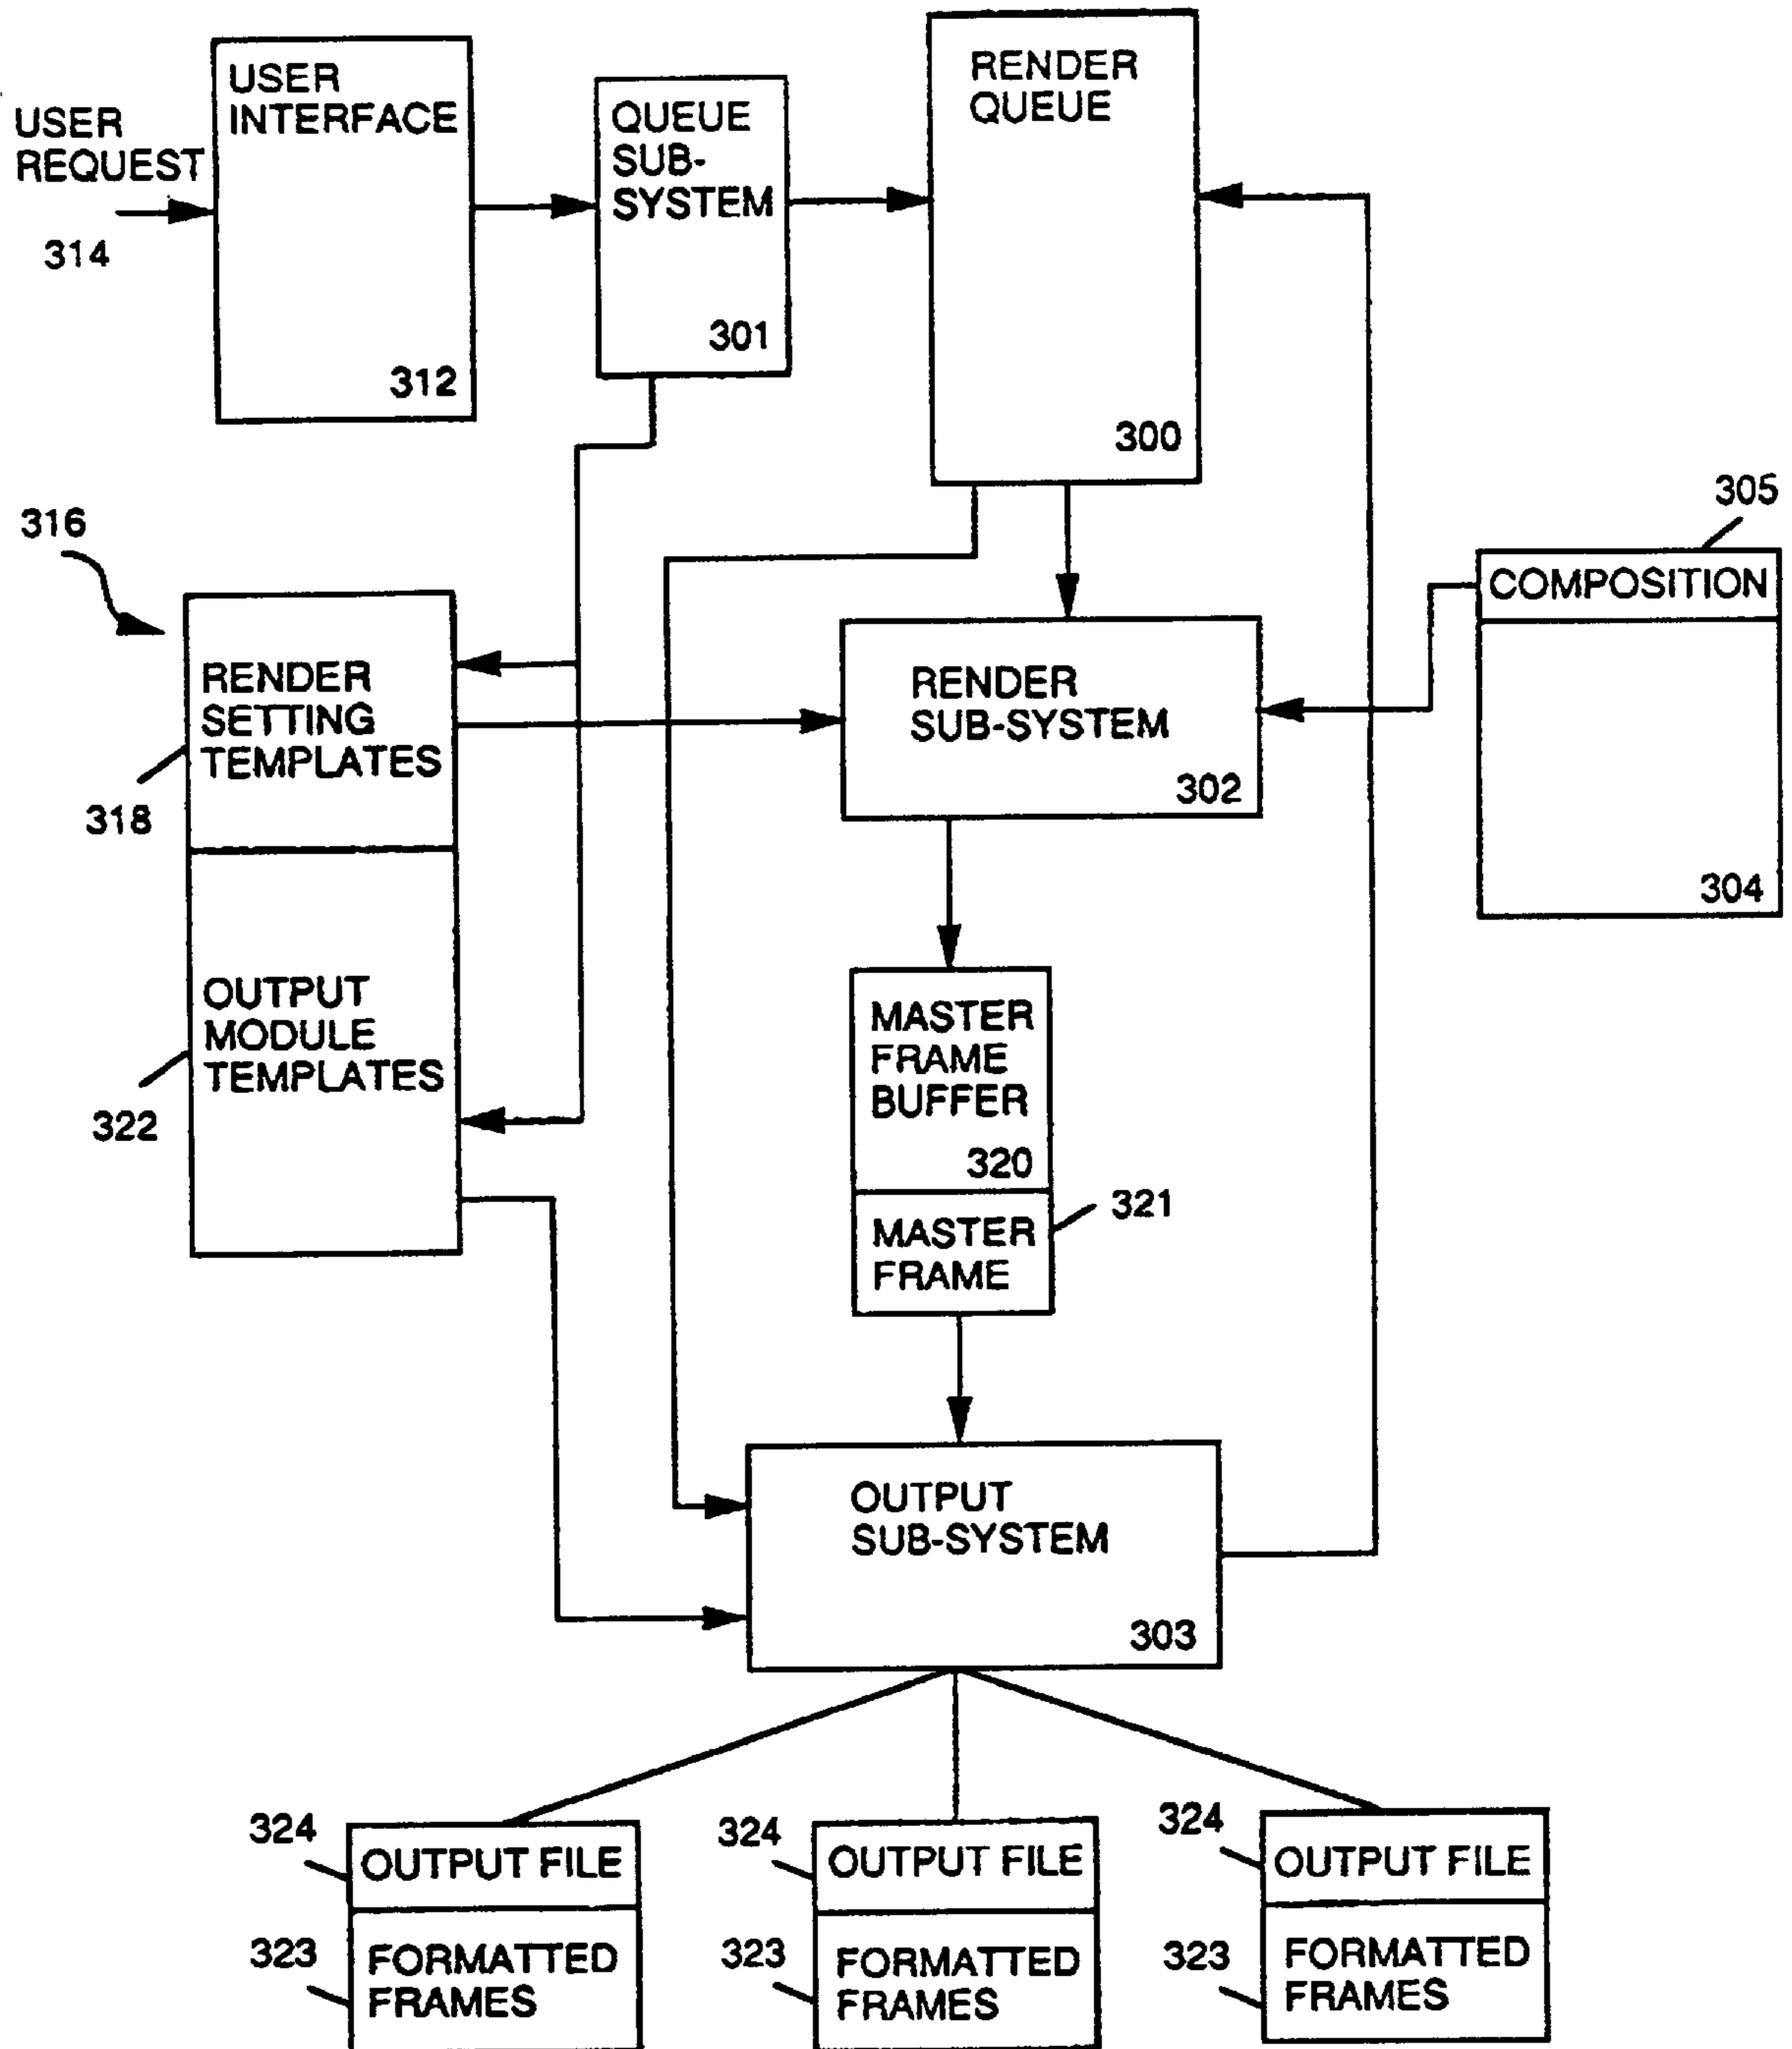 USER
REQUEST
314
USER
INTERFACE
312
QUEUE
SUB-
SYSTEM
301
RENDER
QUEUE
300
316
RENDER
SETTING
TEMPLATES
318
OUTPUT
MODULE
TEMPLATES
322
RENDER
SUB-SYSTEM
302
305
COMPOSITION
304
MASTER
FRAME
BUFFER
320
MASTER
FRAME
321
OUTPUT
SUB-SYSTEM
303
324
OUTPUT FILE
323
FORMATTED
FRAMES
324
OUTPUT FILE
323
FORMATTED
FRAMES
324
OUTPUT FILE
323
FORMATTED
FRAMES